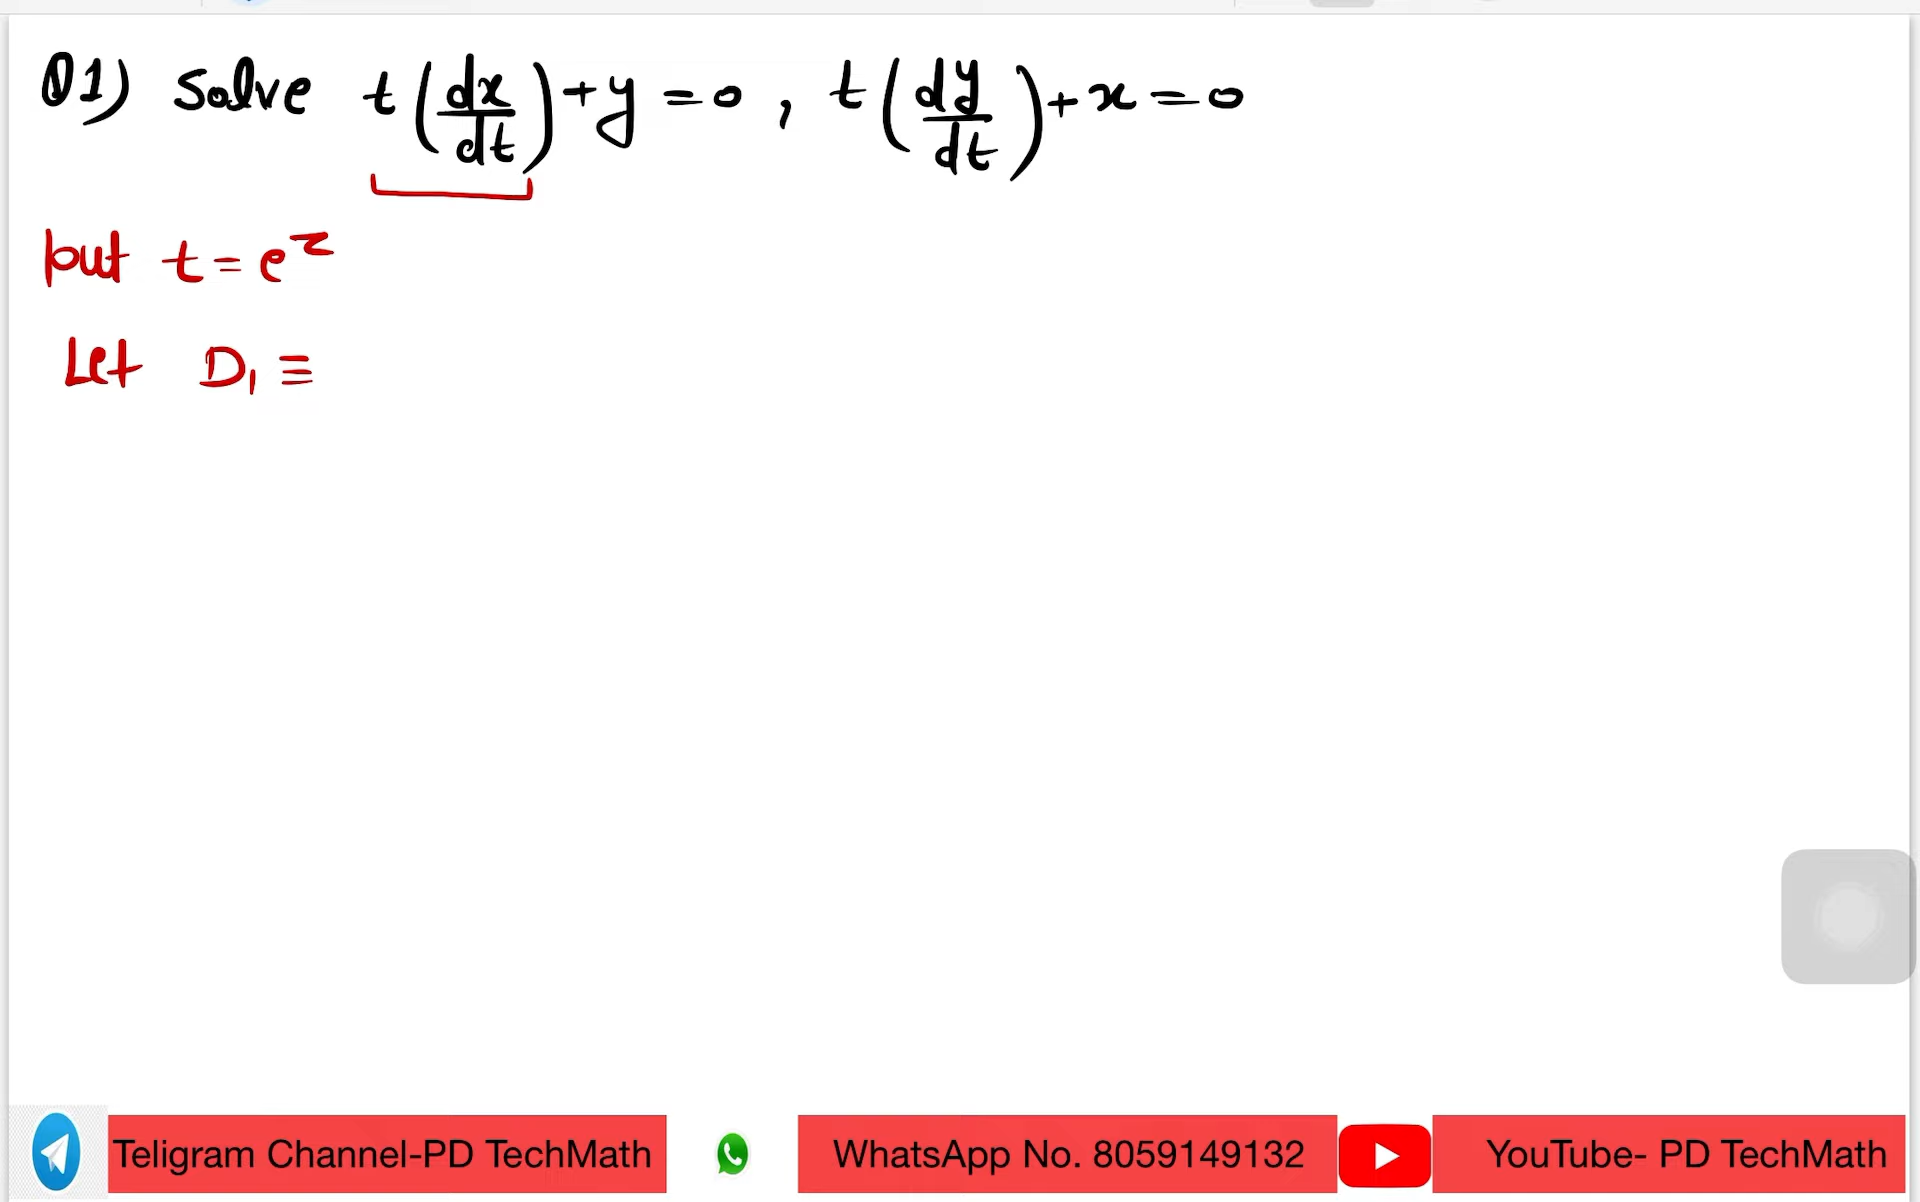 Q1) Solve t(dx/dt)+y=0, t(dy/dt)+x=0
put t=e^z
Let D₁ ≡
Teligram Channel-PD TechMath
WhatsApp No. 8059149132
YouTube- PD TechMath